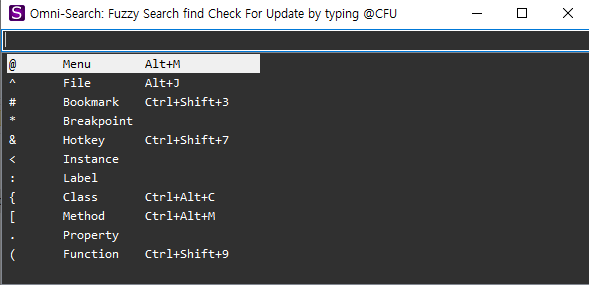 S Omni-Search: Fuzzy Search find Check For Update by typing @CFU
@ Menu Alt+M
^ File Alt+J
# Bookmark Ctrl+Shift+3
* Breakpoint
& Hotkey Ctrl+Shift+7
< Instance
: Label
{ Class Ctrl+Alt+C
[ Method Ctrl+Alt+M
. Property
( Function Ctrl+Shift+9